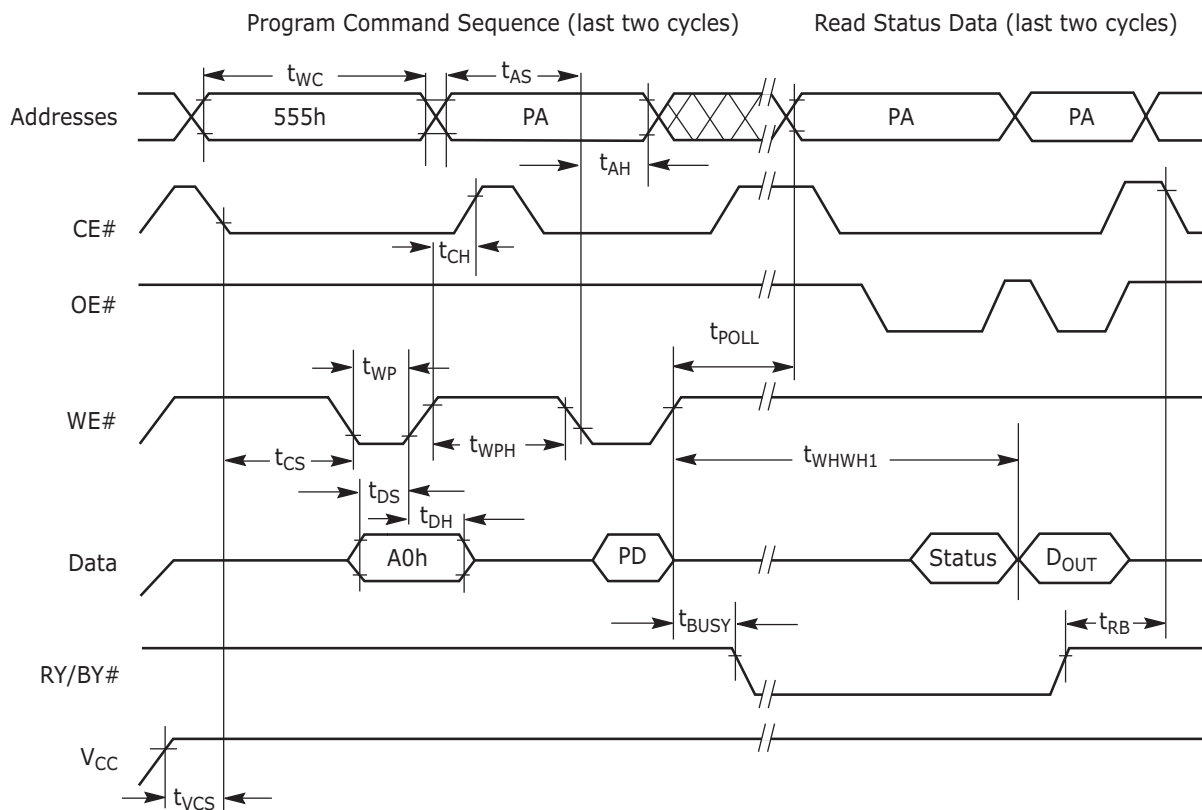 Program Command Sequence (last two cycles) Read Status Data (last two cycles)
tWC tAS
Addresses 555h PA PA PA
tAH
CE#
tCH
OE#
tPOLL
tWP
WE#
tCS tWPH tWHWH1
tDS
tDH
Data A0h PD Status DOUT
tBUSY tRB
RY/BY#
VCC
tVCS